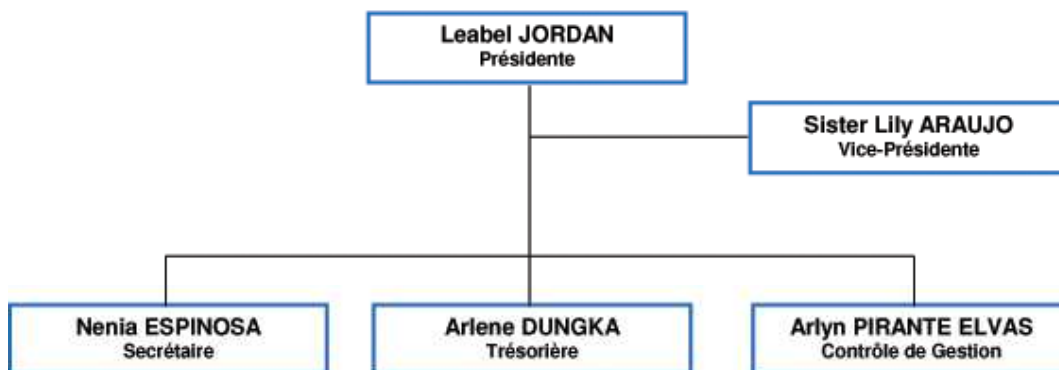 Leabel JORDAN
Présidente
Sister Lily ARAUJO
Vice-Présidente
Nenia ESPINOSA
Secrétaire
Arlene DUNGKA
Trésorière
Arlyn PIRANTE ELVAS
Contrôle de Gestion